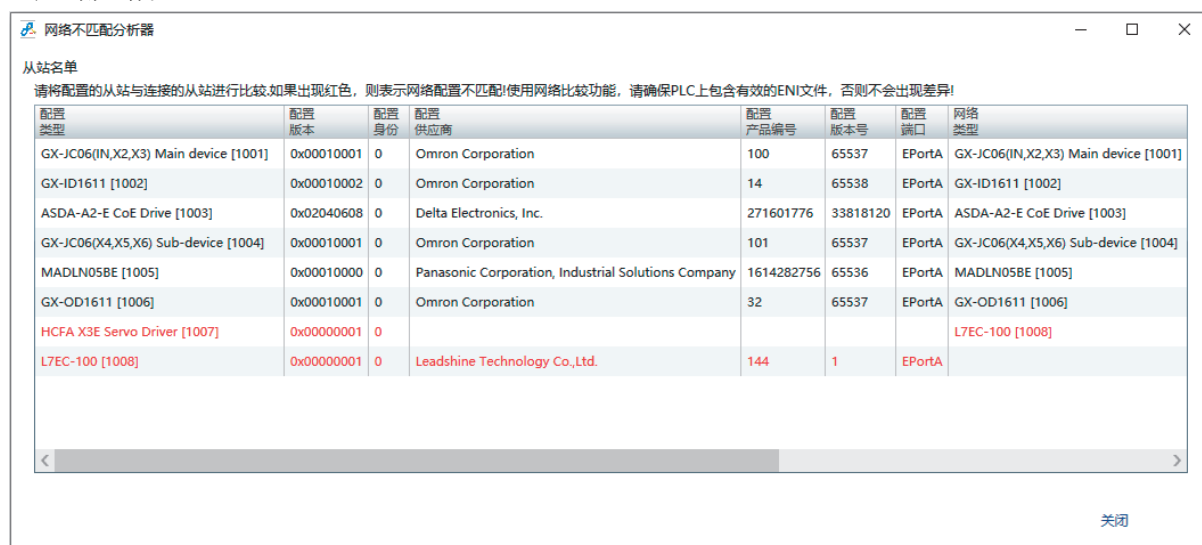 网络不匹配分析器
从站名单
请将配置的从站与连接的从站进行比较.如果出现红色，则表示网络配置不匹配!使用网络比较功能，请确保PLC上包含有效的ENI文件，否则不会出现差异!
配置 配置 配置 配置 配置 配置 配置 网络
类型 版本 身份 供应商 产品编号 版本号 端口 类型
GX-JC06(IN,X2,X3) Main device [1001] 0x00010001 0 Omron Corporation 100 65537 EPortA GX-JC06(IN,X2,X3) Main device [1001]
GX-ID1611 [1002] 0x00010002 0 Omron Corporation 14 65538 EPortA GX-ID1611 [1002]
ASDA-A2-E CoE Drive [1003] 0x02040608 0 Delta Electronics, Inc. 271601776 33818120 EPortA ASDA-A2-E CoE Drive [1003]
GX-JC06(X4,X5,X6) Sub-device [1004] 0x00010001 0 Omron Corporation 101 65537 EPortA GX-JC06(X4,X5,X6) Sub-device [1004]
MADLN05BE [1005] 0x00010000 0 Panasonic Corporation, Industrial Solutions Company 1614282756 65536 EPortA MADLN05BE [1005]
GX-OD1611 [1006] 0x00010001 0 Omron Corporation 32 65537 EPortA GX-OD1611 [1006]
HCFA X3E Servo Driver [1007] 0x00000001 0 L7EC-100 [1008]
L7EC-100 [1008] 0x00000001 0 Leadshine Technology Co.,Ltd. 144 1 EPortA
关闭